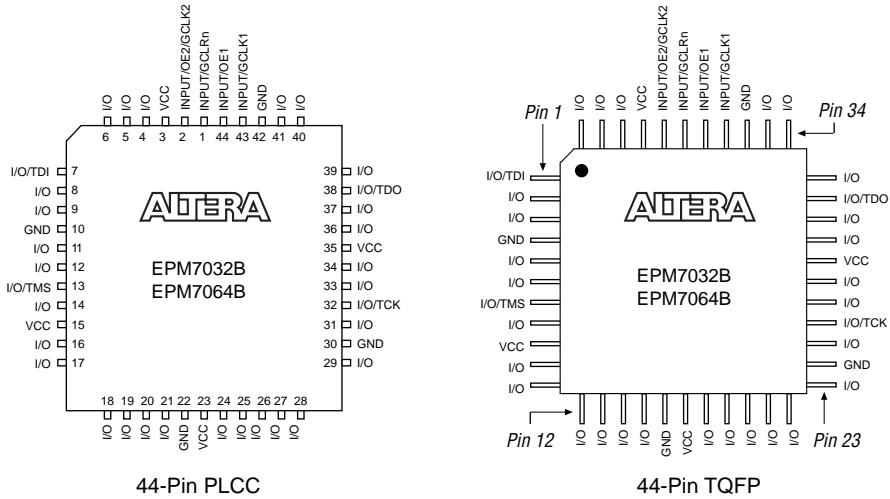 I/O
I/O
I/O
VCC
INPUT/OE2/GCLK2
INPUT/GCLRn
INPUT/OE1
INPUT/GCLK1
GND
I/O
I/O
6 5 4 3 2 1 44 43 42 41 40
I/O/TDI 7
I/O 8
I/O 9
GND 10
I/O 11
I/O 12
I/O/TMS 13
I/O 14
VCC 15
I/O 16
I/O 17
ALTERA
EPM7032B
EPM7064B
39 I/O
38 I/O/TDO
37 I/O
36 I/O
35 VCC
34 I/O
33 I/O
32 I/O/TCK
31 I/O
30 GND
29 I/O
18 19 20 21 22 23 24 25 26 27 28
I/O
I/O
I/O
I/O
GND
VCC
I/O
I/O
I/O
I/O
I/O
44-Pin PLCC
I/O
I/O
I/O
VCC
INPUT/OE2/GCLK2
INPUT/GCLRn
INPUT/OE1
INPUT/GCLK1
GND
I/O
I/O
Pin 1
Pin 34
I/O/TDI
I/O
I/O
GND
I/O
I/O
I/O/TMS
I/O
VCC
I/O
I/O
ALTERA
EPM7032B
EPM7064B
I/O
I/O/TDO
I/O
I/O
VCC
I/O
I/O
I/O/TCK
I/O
GND
I/O
Pin 12
Pin 23
I/O
I/O
I/O
I/O
GND
VCC
I/O
I/O
I/O
I/O
I/O
44-Pin TQFP